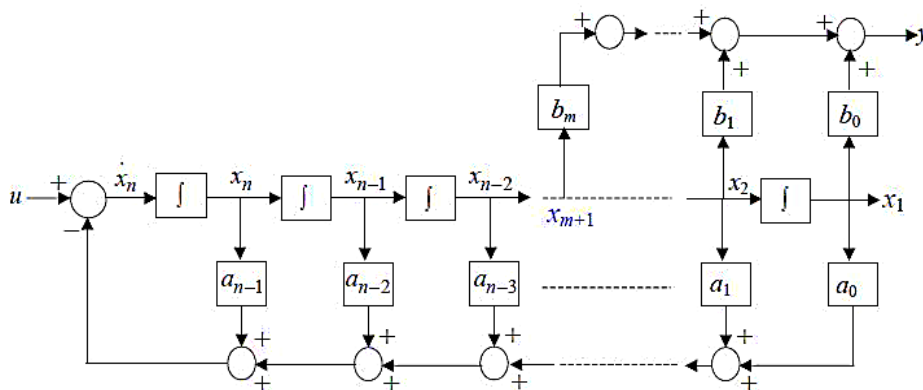 + + +
y
+ +
b_m b_1 b_0
u + ẋ_n ∫ x_n ∫ x_{n−1} ∫ x_{n−2} x_{m+1} x_2 ∫ x_1
−
a_{n−1} a_{n−2} a_{n−3} a_1 a_0
+ + + +
+ + + +